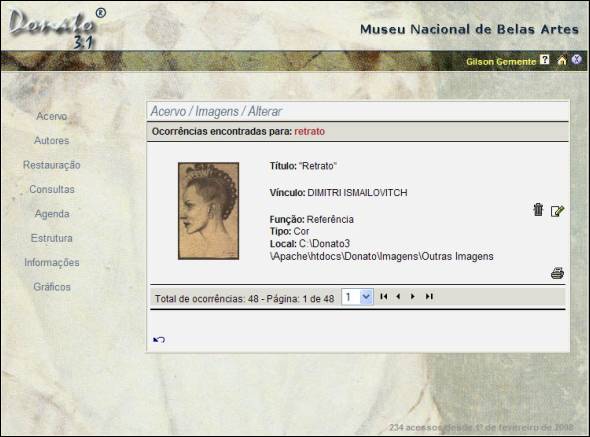 Donato ®
3.1
Museu Nacional de Belas Artes
Gilson Gemente ?
Acervo
Autores
Restauração
Consultas
Agenda
Estrutura
Informações
Gráficos
Acervo / Imagens / Alterar
Ocorrências encontradas para: retrato
Título: "Retrato"
Vínculo: DIMITRI ISMAILOVITCH
Função: Referência
Tipo: Cor
Local: C:\Donato3
\Apache\htdocs\Donato\Imagens\Outras Imagens
Total de ocorrências: 48 - Página: 1 de 48 1
234 acessos desde 1º de fevereiro de 2008